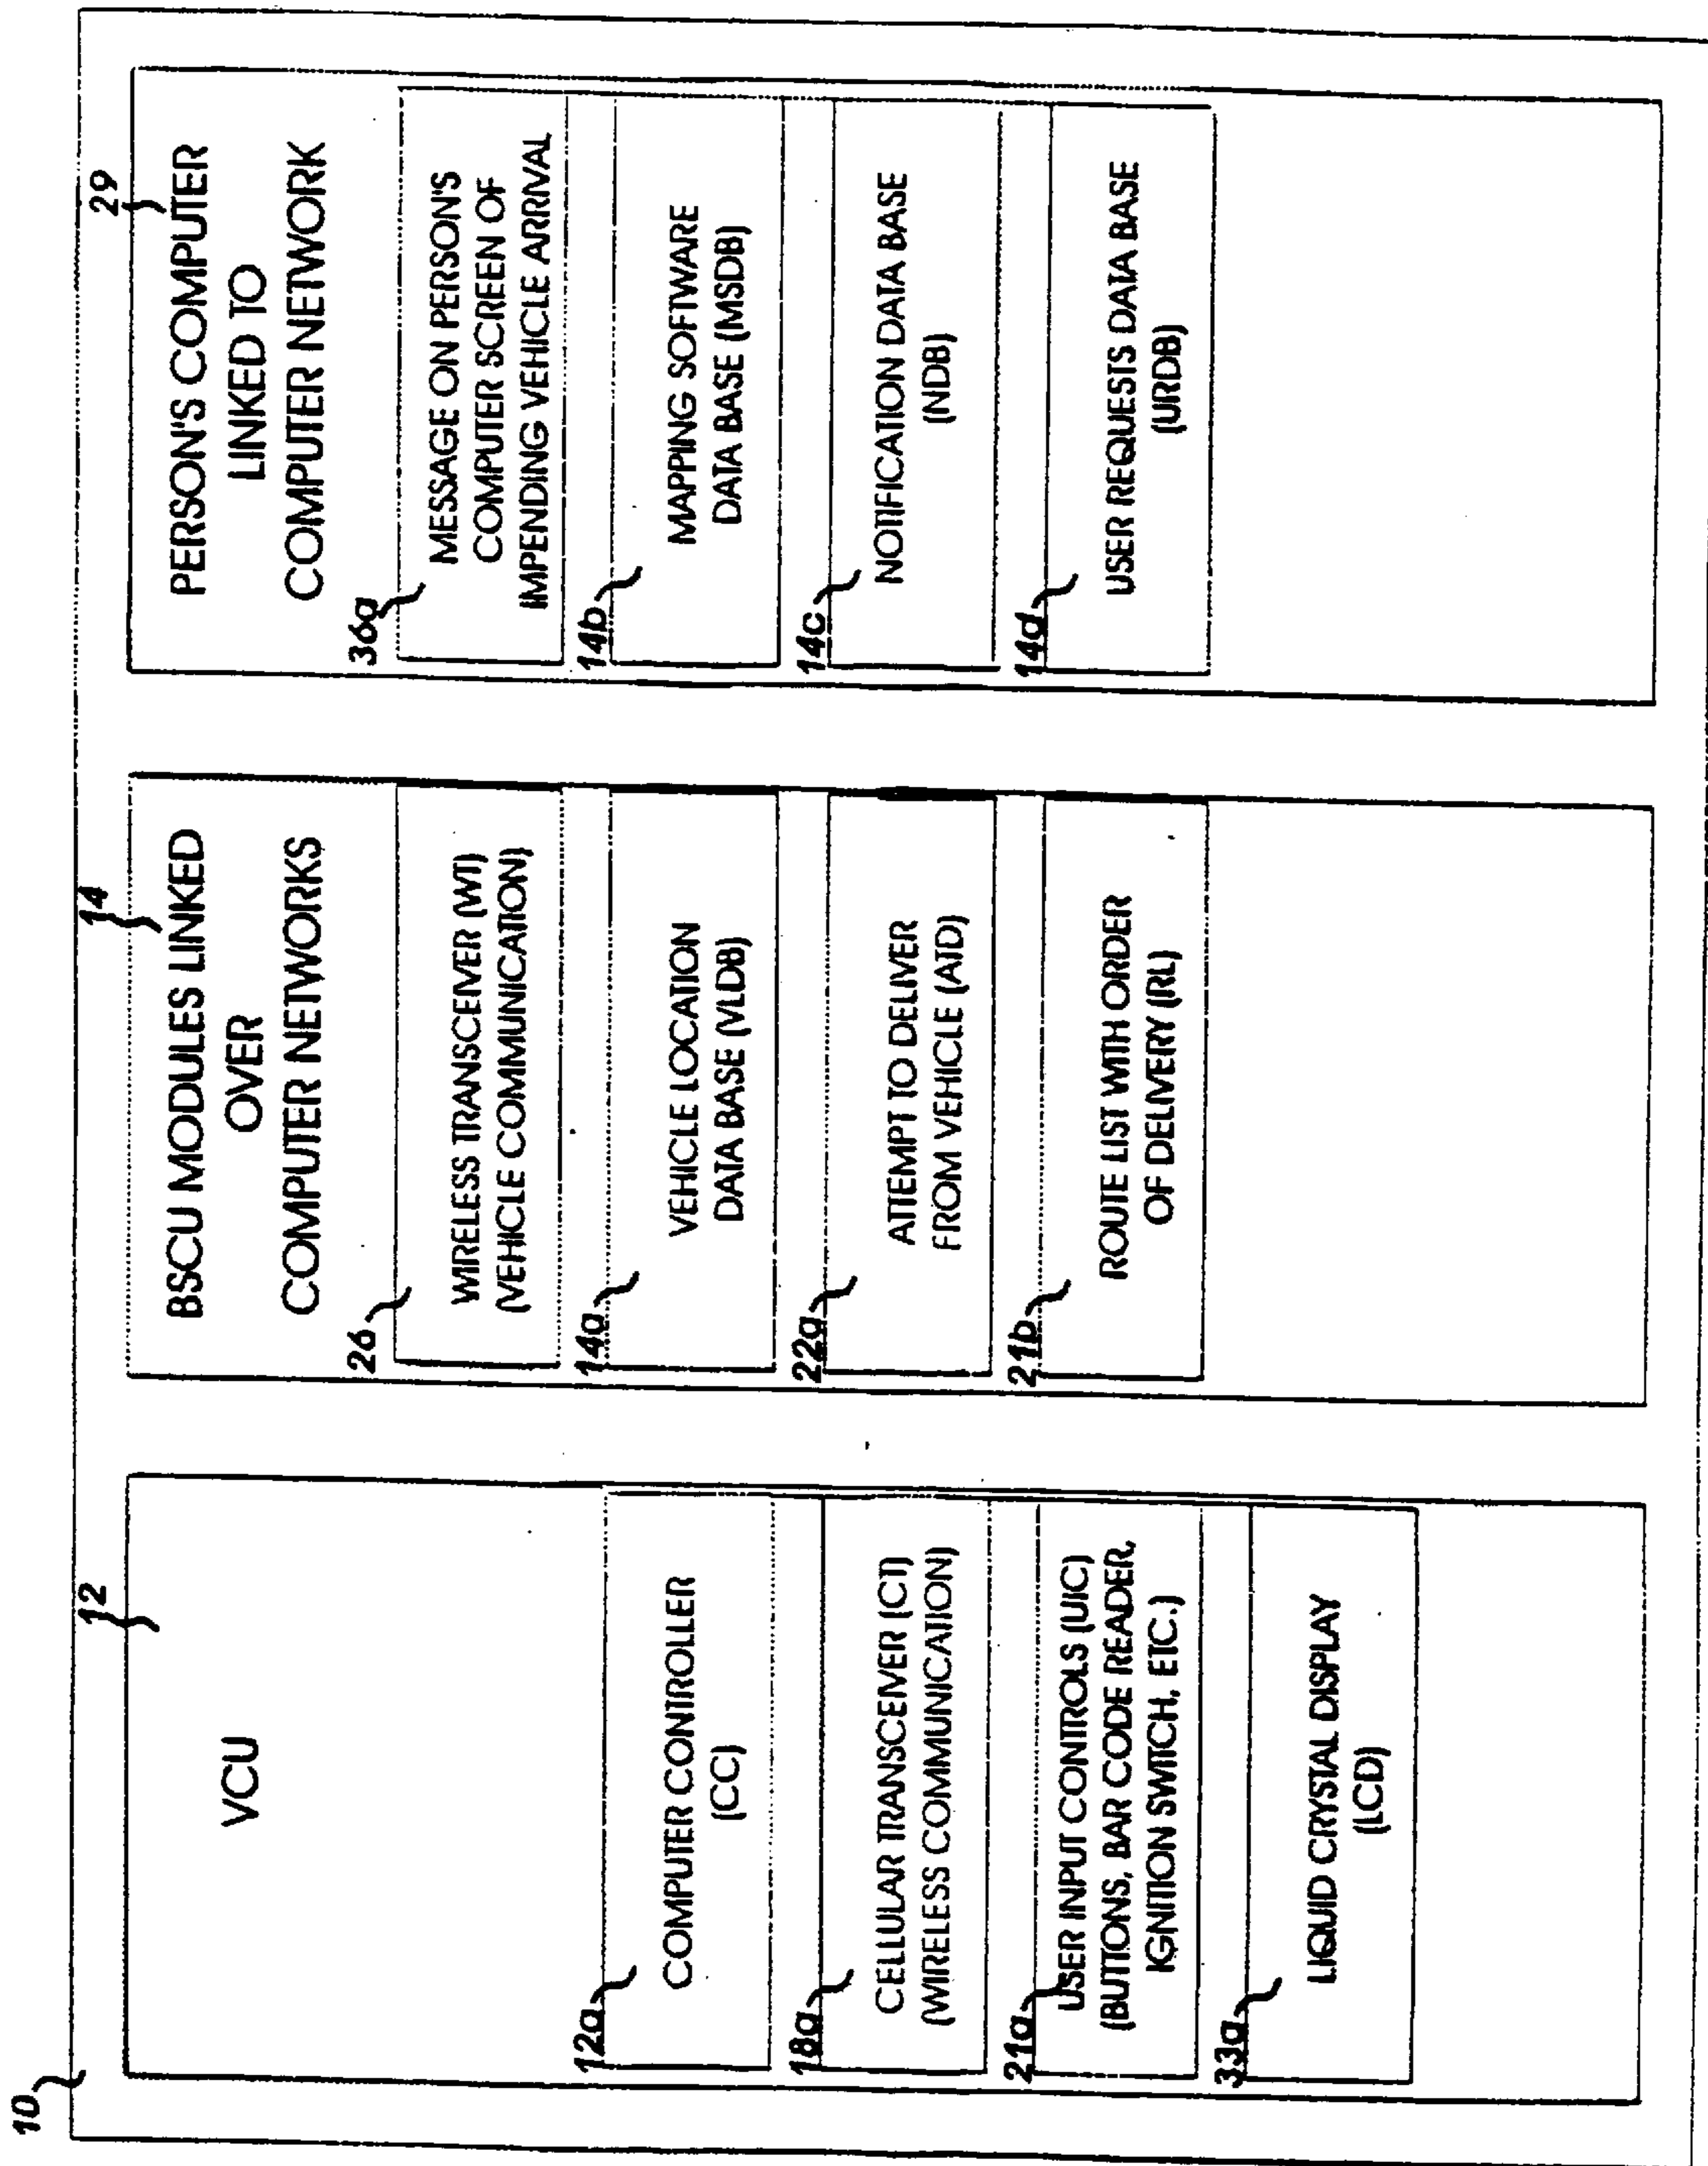 10
12
VCU
12a
COMPUTER CONTROLLER
(CC)
18a
CELLULAR TRANSCEIVER (CT)
(WIRELESS COMMUNICATION)
21a
USER INPUT CONTROLS (UIC)
(BUTTONS, BAR CODE READER,
IGNITION SWITCH, ETC.)
33a
LIQUID CRYSTAL DISPLAY
(LCD)
14
BSCU MODULES LINKED
OVER
COMPUTER NETWORKS
26
WIRELESS TRANSCEIVER (WT)
(VEHICLE COMMUNICATION)
14a
VEHICLE LOCATION
DATA BASE (VLDB)
22a
ATTEMPT TO DELIVER
FROM VEHICLE (ATD)
21b
ROUTE LIST WITH ORDER
OF DELIVERY (RL)
29
PERSON'S COMPUTER
LINKED TO
COMPUTER NETWORK
36a
MESSAGE ON PERSON'S
COMPUTER SCREEN OF
IMPENDING VEHICLE ARRIVAL
14b
MAPPING SOFTWARE
DATA BASE (MSDB)
14c
NOTIFICATION DATA BASE
(NDB)
14d
USER REQUESTS DATA BASE
(URDB)